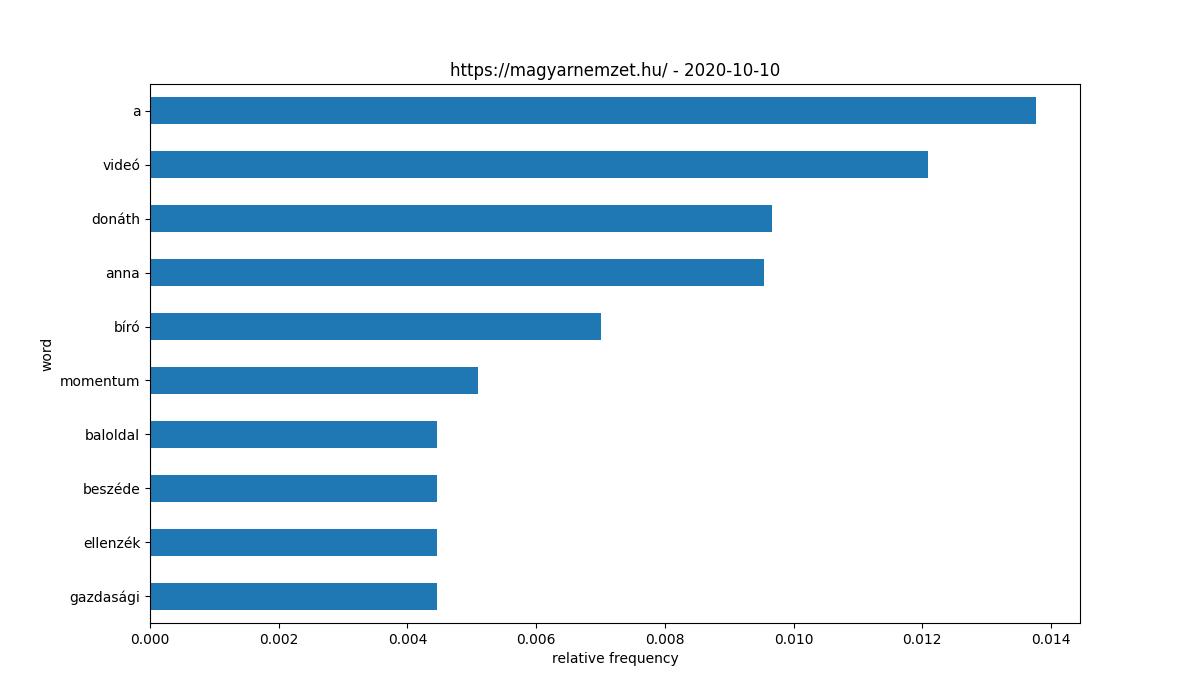 https://magyarnemzet.hu/ - 2020-10-10
a
videó
donáth
anna
bíró
momentum
baloldal
beszéde
ellenzék
gazdasági
word
0.000 0.002 0.004 0.006 0.008 0.010 0.012 0.014
relative frequency